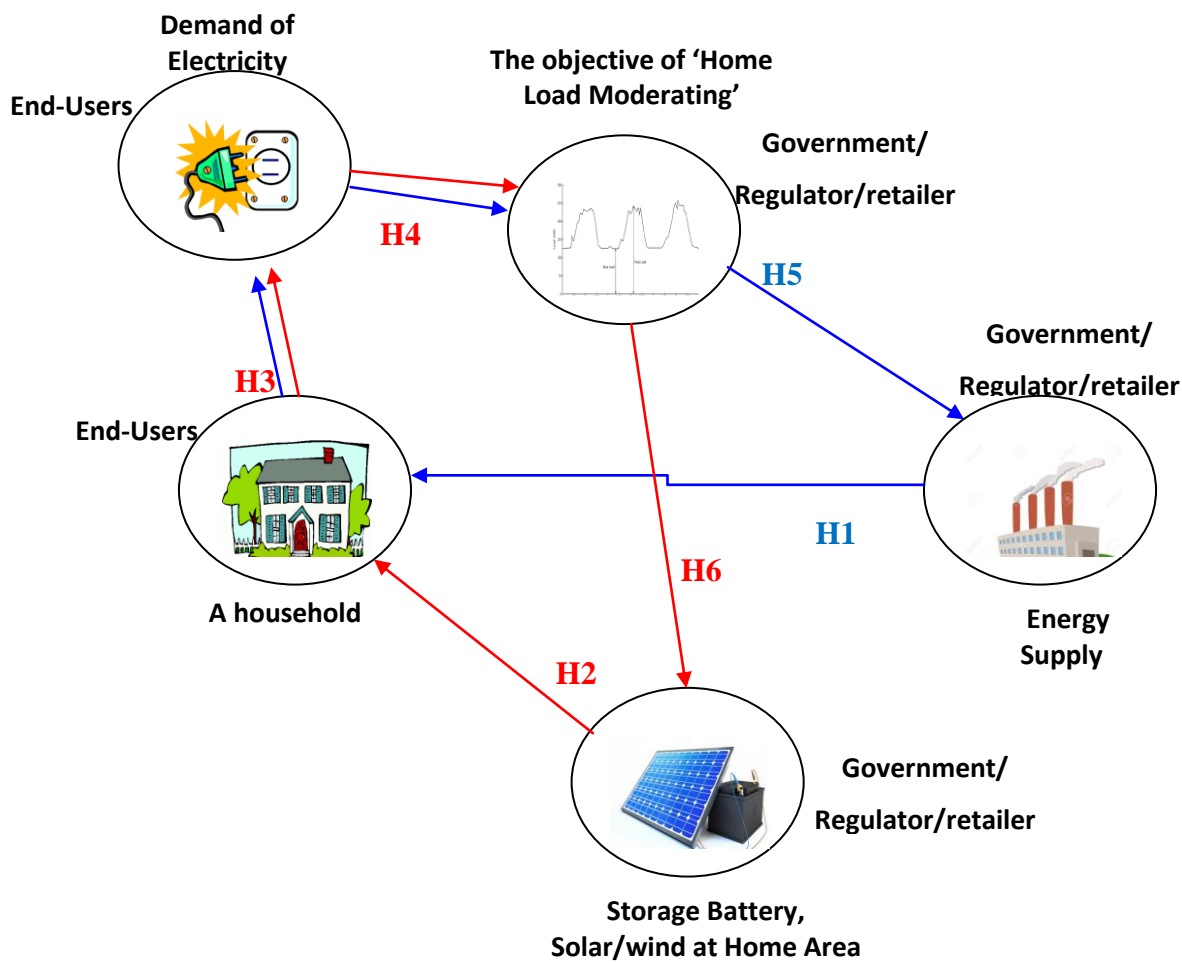 Demand of
Electricity
End-Users
The objective of ‘Home
Load Moderating’
Government/
Regulator/retailer
H4
H5
Government/
Regulator/retailer
H3
End-Users
H1
H6
A household
Energy
Supply
H2
Government/
Regulator/retailer
Storage Battery,
Solar/wind at Home Area